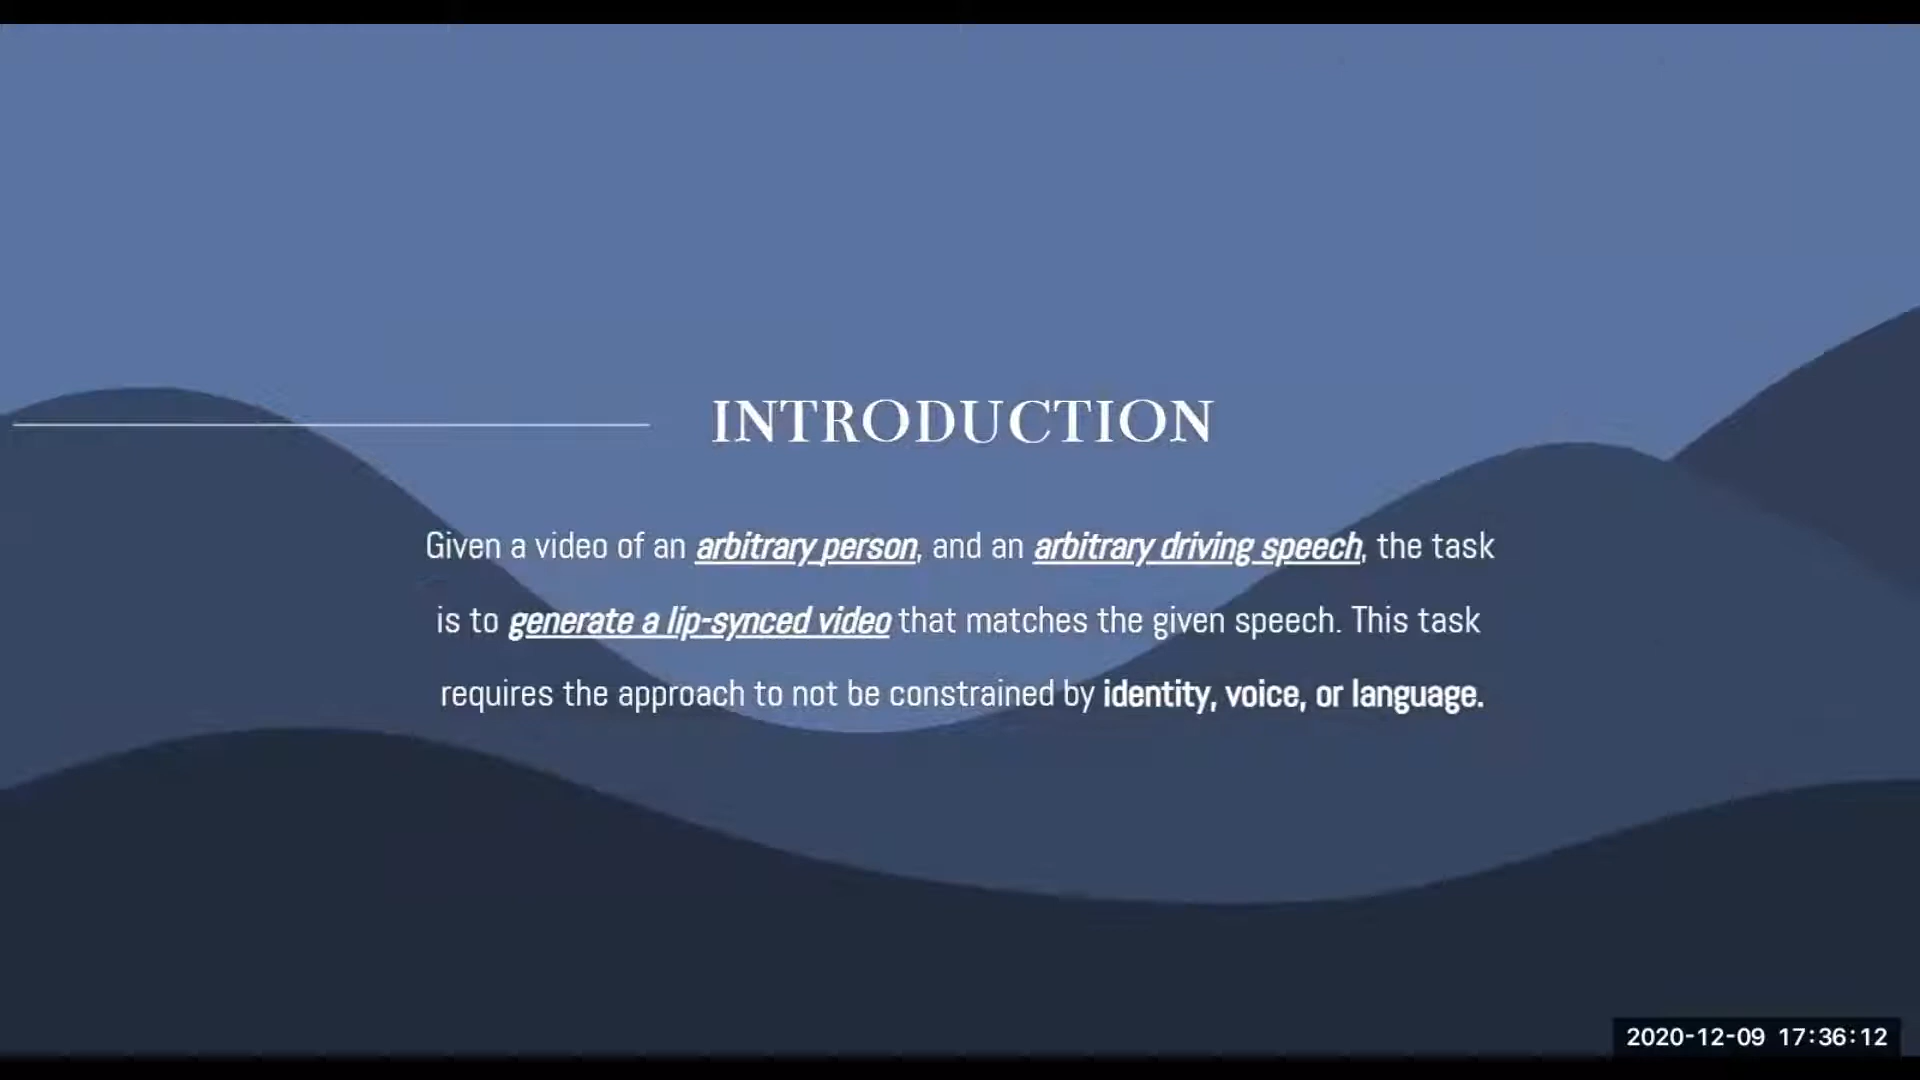 INTRODUCTION
Given a video of an arbitrary person, and an arbitrary driving speech, the task
is to generate a lip-synced video that matches the given speech. This task
requires the approach to not be constrained by identity, voice, or language.
2020-12-09 17:36:12